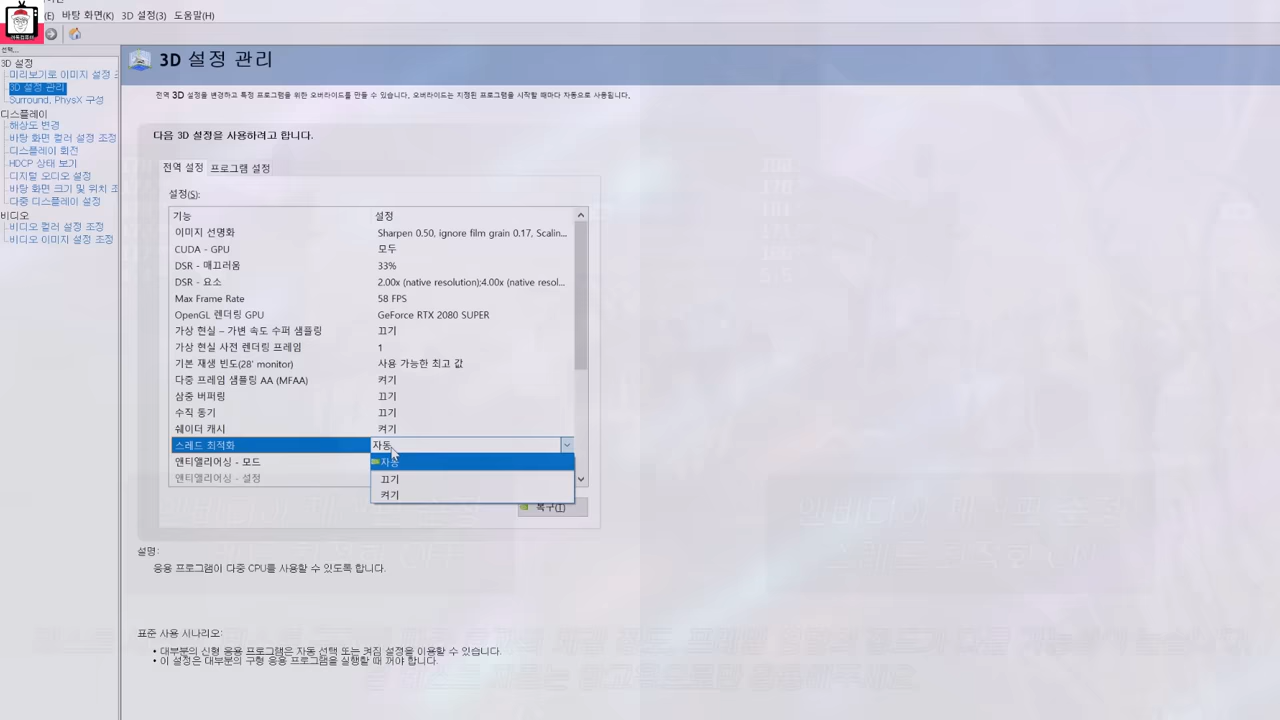 (E) 바탕 화면(K) 3D 설정(3) 도움말(H)
3D 설정 관리
선택...
3D 설정
미리보기로 이미지 설정 조
3D 설정 관리
Surround, PhysX 구성
디스플레이
해상도 변경
바탕 화면 컬러 설정 조정
디스플레이 회전
HDCP 상태 보기
디지털 오디오 설정
바탕 화면 크기 및 위치 조
다중 디스플레이 설정
비디오
비디오 컬러 설정 조정
비디오 이미지 설정 조정
전역 3D 설정을 변경하고 특정 프로그램을 위한 오버라이드를 만들 수 있습니다. 오버라이드는 지정된 프로그램을 시작할 때마다 자동으로 사용됩니다.
다음 3D 설정을 사용하려고 합니다.
전역 설정 프로그램 설정
설정(S):
기능 설정
이미지 선명화 Sharpen 0.50, ignore film grain 0.17, Scalin...
CUDA - GPU 모두
DSR - 매끄러움 33%
DSR - 요소 2.00x (native resolution);4.00x (native resol...
Max Frame Rate 58 FPS
OpenGL 렌더링 GPU GeForce RTX 2080 SUPER
가상 현실 – 가변 속도 수퍼 샘플링 끄기
가상 현실 사전 렌더링 프레임 1
기본 재생 빈도(28' monitor) 사용 가능한 최고 값
다중 프레임 샘플링 AA (MFAA) 켜기
삼중 버퍼링 끄기
수직 동기 끄기
쉐이더 캐시 켜기
스레드 최적화 자동
앤티앨리어싱 - 모드 자동
앤티앨리어싱 - 설정 끄기
켜기
복구(T)
설명:
응용 프로그램이 다중 CPU를 사용할 수 있도록 합니다.
표준 사용 시나리오:
• 대부분의 신형 응용 프로그램은 자동 선택 또는 켜짐 설정을 이용할 수 있습니다.
• 이 설정은 대부분의 구형 응용 프로그램을 실행할 때 꺼야 합니다.